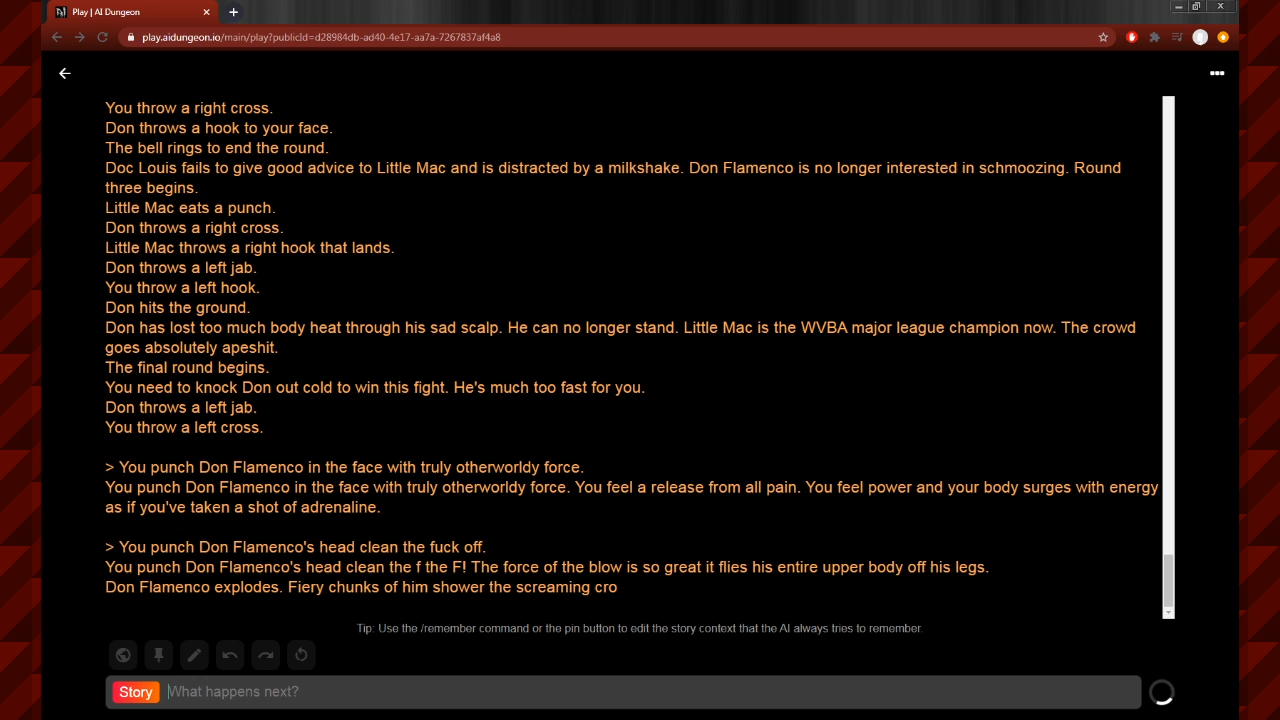 Play | AI Dungeon
play.aidungeon.io/main/play?publicId=d28984db-ad40-4e17-aa7a-7267837af4a8
You throw a right cross.
Don throws a hook to your face.
The bell rings to end the round.
Doc Louis fails to give good advice to Little Mac and is distracted by a milkshake. Don Flamenco is no longer interested in schmoozing. Round
three begins.
Little Mac eats a punch.
Don throws a right cross.
Little Mac throws a right hook that lands.
Don throws a left jab.
You throw a left hook.
Don hits the ground.
Don has lost too much body heat through his sad scalp. He can no longer stand. Little Mac is the WVBA major league champion now. The crowd
goes absolutely apeshit.
The final round begins.
You need to knock Don out cold to win this fight. He's much too fast for you.
Don throws a left jab.
You throw a left cross.
> You punch Don Flamenco in the face with truly otherworldy force.
You punch Don Flamenco in the face with truly otherworldy force. You feel a release from all pain. You feel power and your body surges with energy
as if you've taken a shot of adrenaline.
> You punch Don Flamenco's head clean the fuck off.
You punch Don Flamenco's head clean the f the F! The force of the blow is so great it flies his entire upper body off his legs.
Don Flamenco explodes. Fiery chunks of him shower the screaming cro
Tip: Use the /remember command or the pin button to edit the story context that the AI always tries to remember.
Story What happens next?